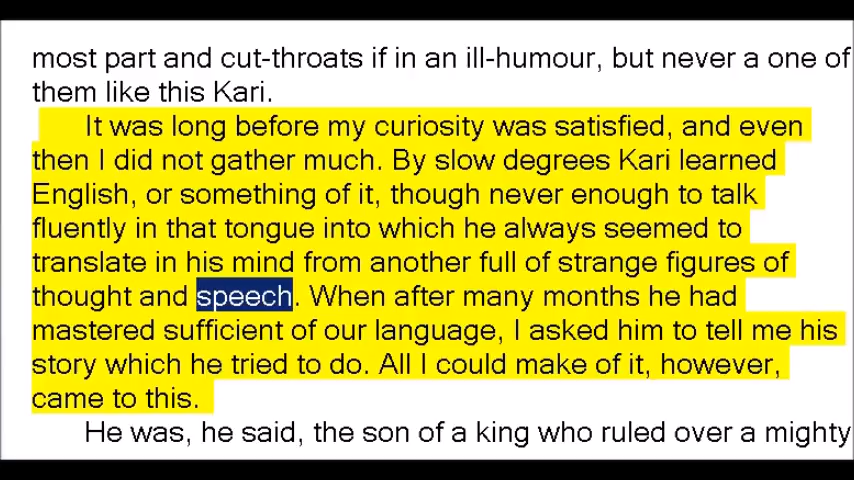 most part and cut-throats if in an ill-humour, but never a one of
them like this Kari.
It was long before my curiosity was satisfied, and even
then I did not gather much. By slow degrees Kari learned
English, or something of it, though never enough to talk
fluently in that tongue into which he always seemed to
translate in his mind from another full of strange figures of
thought and speech. When after many months he had
mastered sufficient of our language, I asked him to tell me his
story which he tried to do. All I could make of it, however,
came to this.
He was, he said, the son of a king who ruled over a mighty